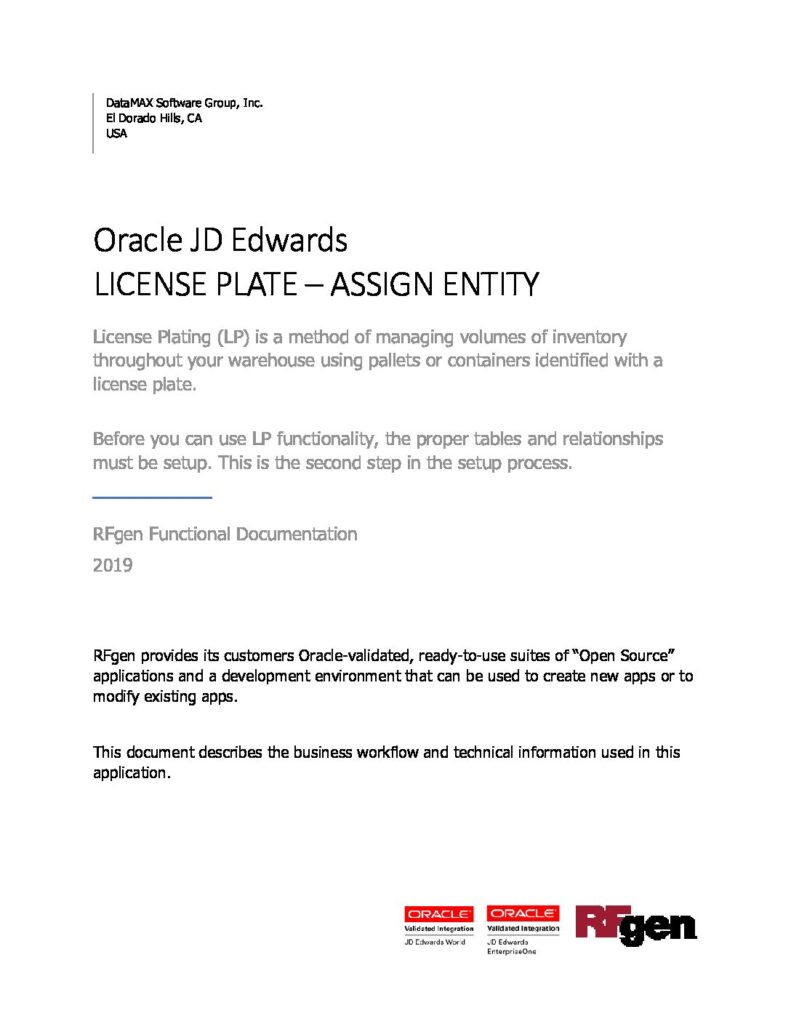 DataMAX Software Group, Inc.
El Dorado Hills, CA
USA
Oracle JD Edwards
LICENSE PLATE – ASSIGN ENTITY
License Plating (LP) is a method of managing volumes of inventory
throughout your warehouse using pallets or containers identified with a
license plate.
Before you can use LP functionality, the proper tables and relationships
must be setup. This is the second step in the setup process.
RFgen Functional Documentation
2019
RFgen provides its customers Oracle-validated, ready-to-use suites of “Open Source”
applications and a development environment that can be used to create new apps or to
modify existing apps.
This document describes the business workflow and technical information used in this
application.
ORACLE
Validated Integration
JD Edwards World
ORACLE
Validated Integration
JD Edwards
EnterpriseOne
RFgen